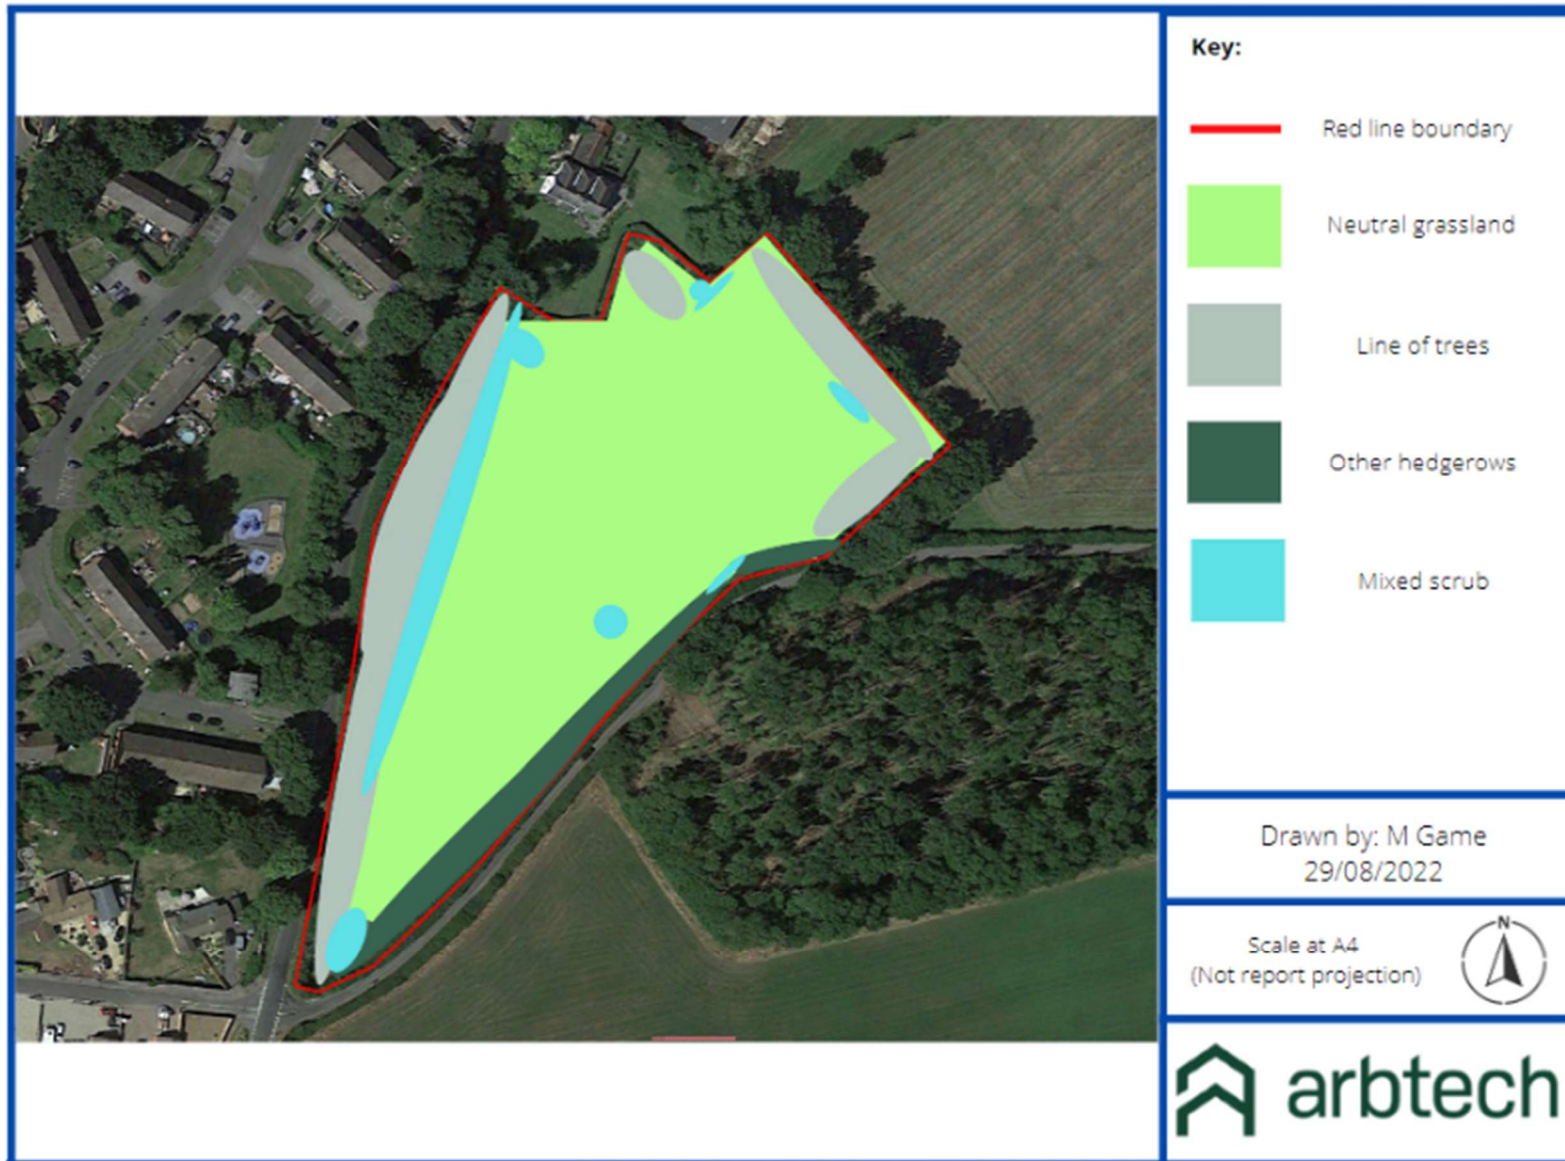 Key:
Red line boundary
Neutral grassland
Line of trees
Other hedgerows
Mixed scrub
Drawn by: M Game
29/08/2022
Scale at A4
(Not report projection)
N
arbtech